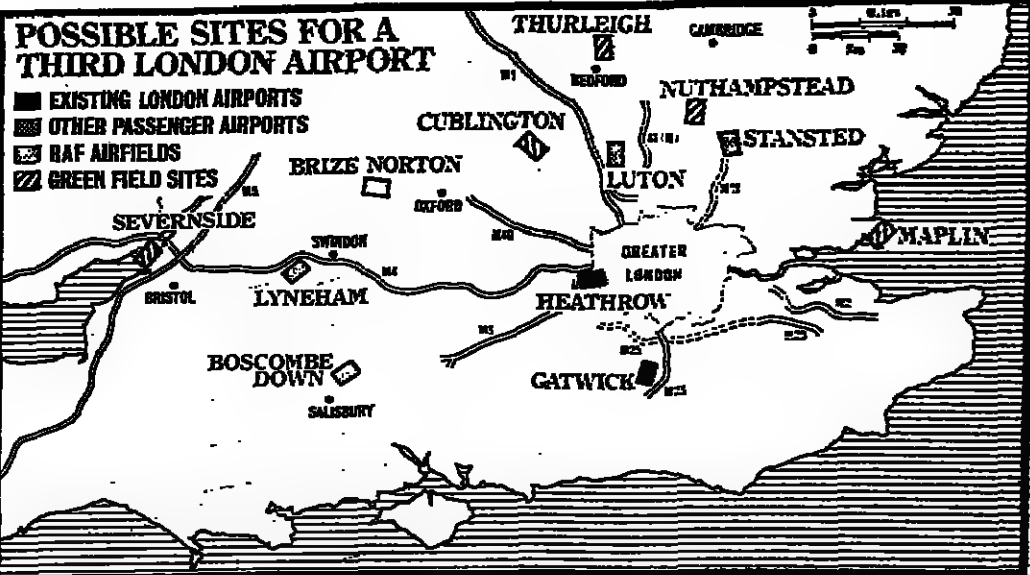 POSSIBLE SITES FOR A
THIRD LONDON AIRPORT
EXISTING LONDON AIRPORTS
OTHER PASSENGER AIRPORTS
RAF AIRFIELDS
GREEN FIELD SITES
THURLEIGH
CAMBRIDGE
BEDFORD
M1
NUTHAMPSTEAD
CUBLINGTON
STANSTED
BRIZE NORTON
LUTON
M5
OXFORD
SEVERNSIDE
M40
MAPLIN
SWINDON
GREATER
LONDON
M4
BRISTOL
LYNEHAM
HEATHROW
M2
M3
M25
BOSCOMBE
DOWN
GATWICK
M23
SALISBURY